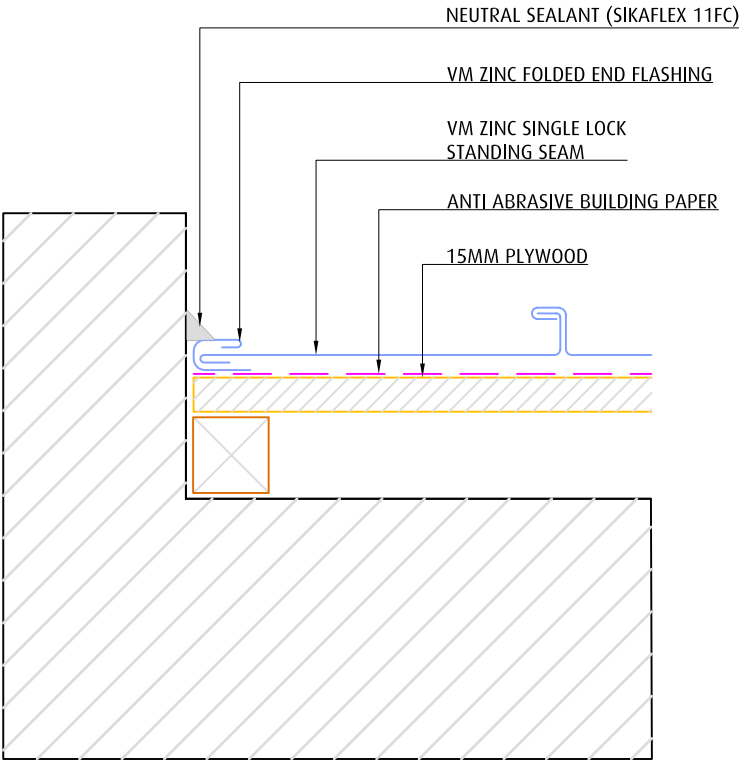 NEUTRAL SEALANT (SIKAFLEX 11FC)
VM ZINC FOLDED END FLASHING
VM ZINC SINGLE LOCK
STANDING SEAM
ANTI ABRASIVE BUILDING PAPER
15MM PLYWOOD